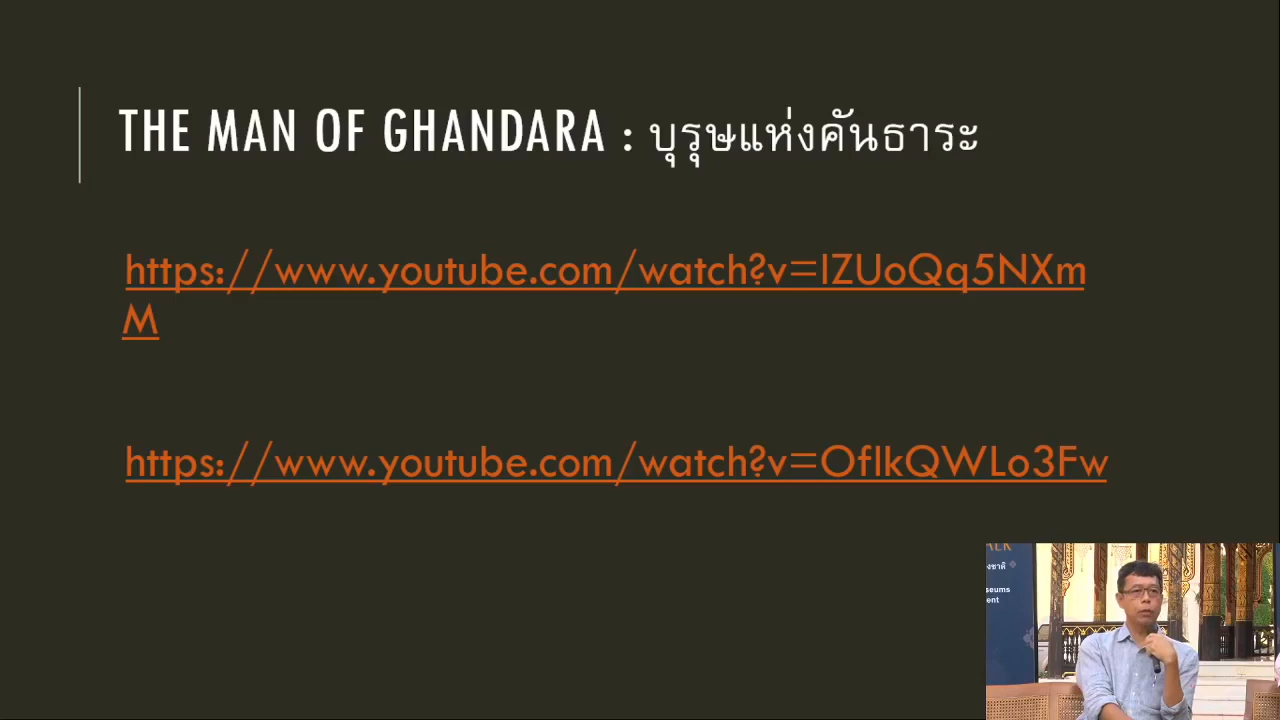 THE MAN OF GHANDARA : บุรุษแห่งคันธาระ
https://www.youtube.com/watch?v=lZUoQq5NXm
M
https://www.youtube.com/watch?v=OflkQWLo3Fw